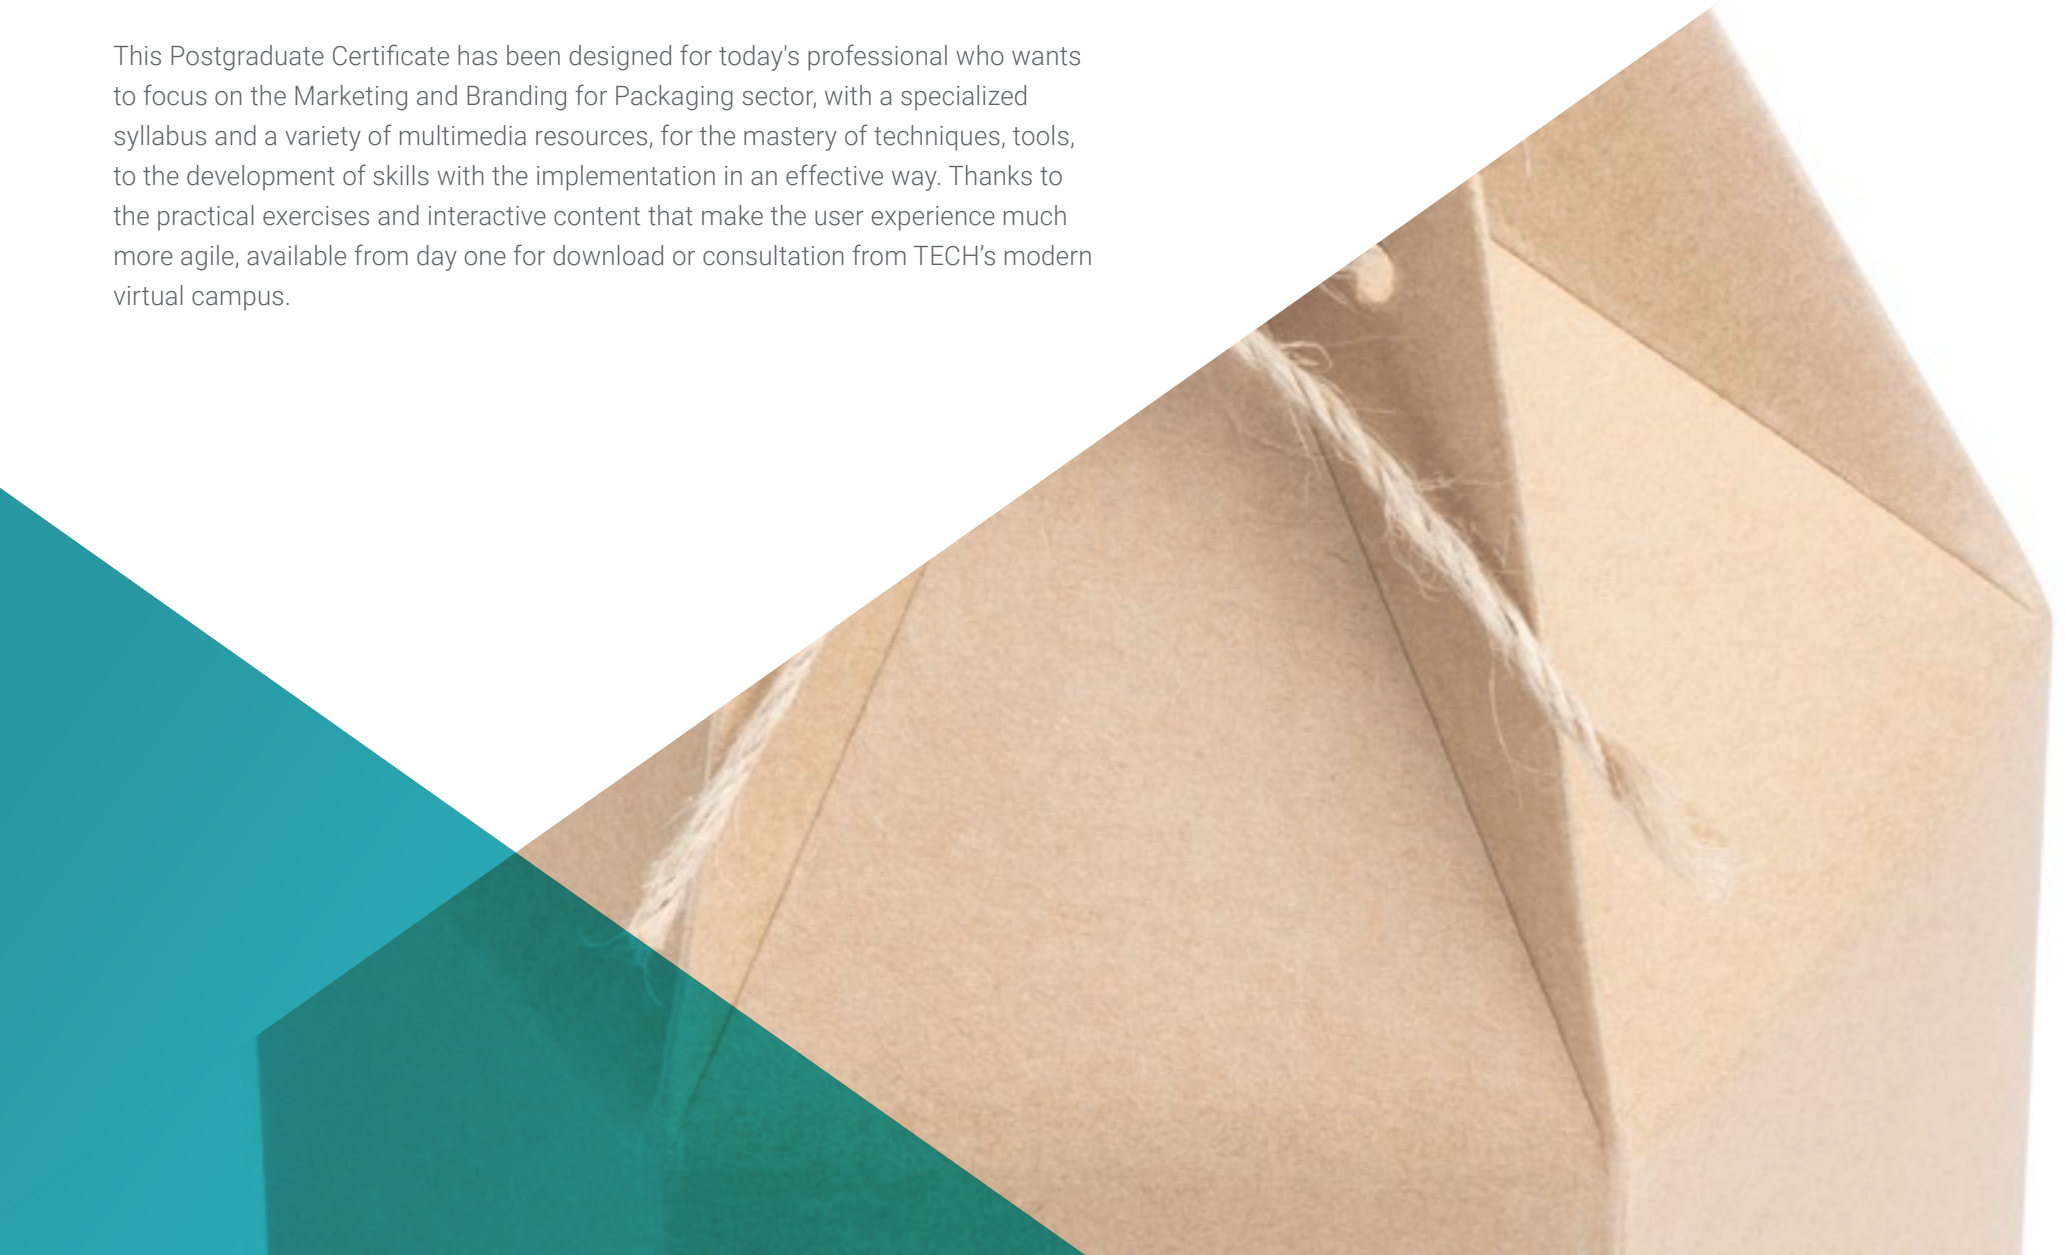 This Postgraduate Certificate has been designed for today's professional who wants
to focus on the Marketing and Branding for Packaging sector, with a specialized
syllabus and a variety of multimedia resources, for the mastery of techniques, tools,
to the development of skills with the implementation in an effective way. Thanks to
the practical exercises and interactive content that make the user experience much
more agile, available from day one for download or consultation from TECH’s modern
virtual campus.